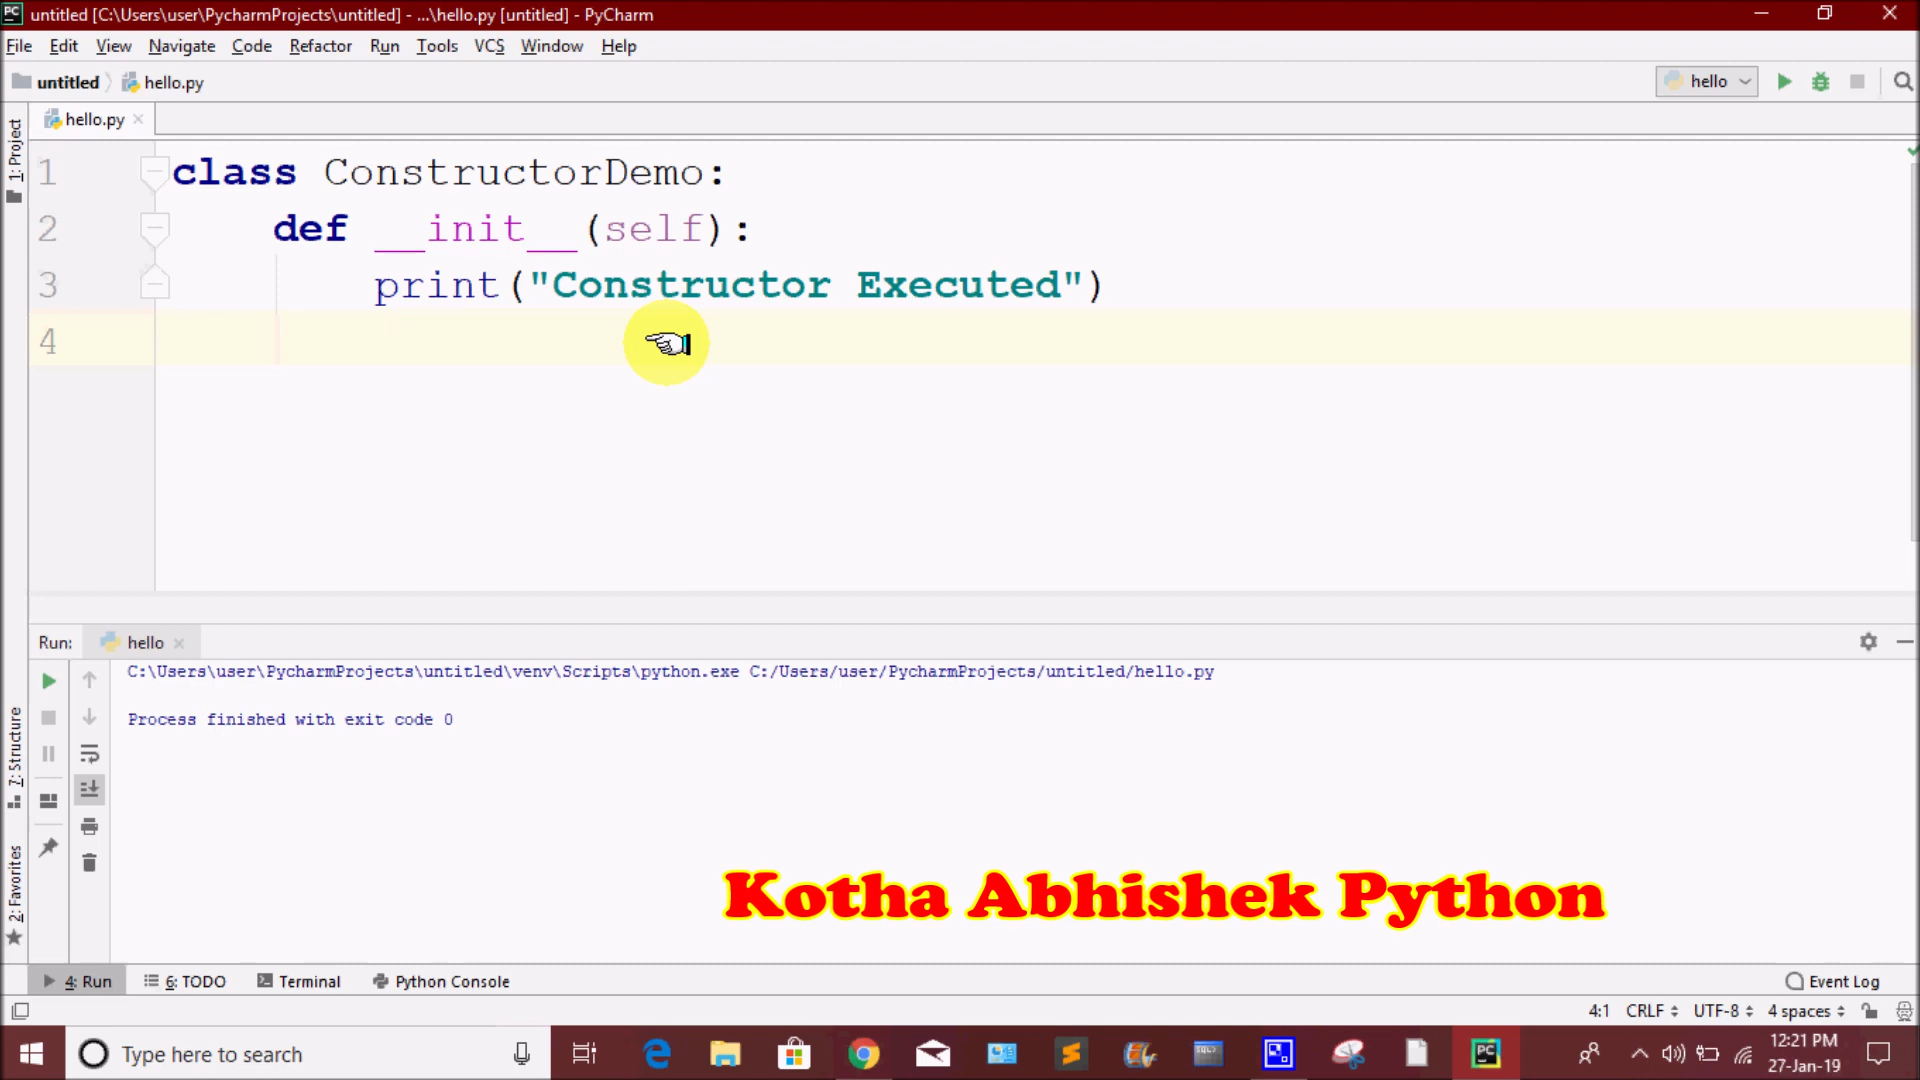 untitled [C:\Users\user\PycharmProjects\untitled] - ...\hello.py [untitled] - PyCharm
File Edit View Navigate Code Refactor Run Tools VCS Window Help
untitled hello.py hello
hello.py
1: Project
1 class ConstructorDemo:
2 def __init__(self):
3 print("Constructor Executed")
4
Run: hello
C:\Users\user\PycharmProjects\untitled\venv\Scripts\python.exe C:/Users/user/PycharmProjects/untitled/hello.py
Process finished with exit code 0
7: Structure
2: Favorites
Kotha Abhishek Python
4: Run 6: TODO Terminal Python Console Event Log
4:1 CRLF UTF-8 4 spaces
Type here to search
12:21 PM
27-Jan-19